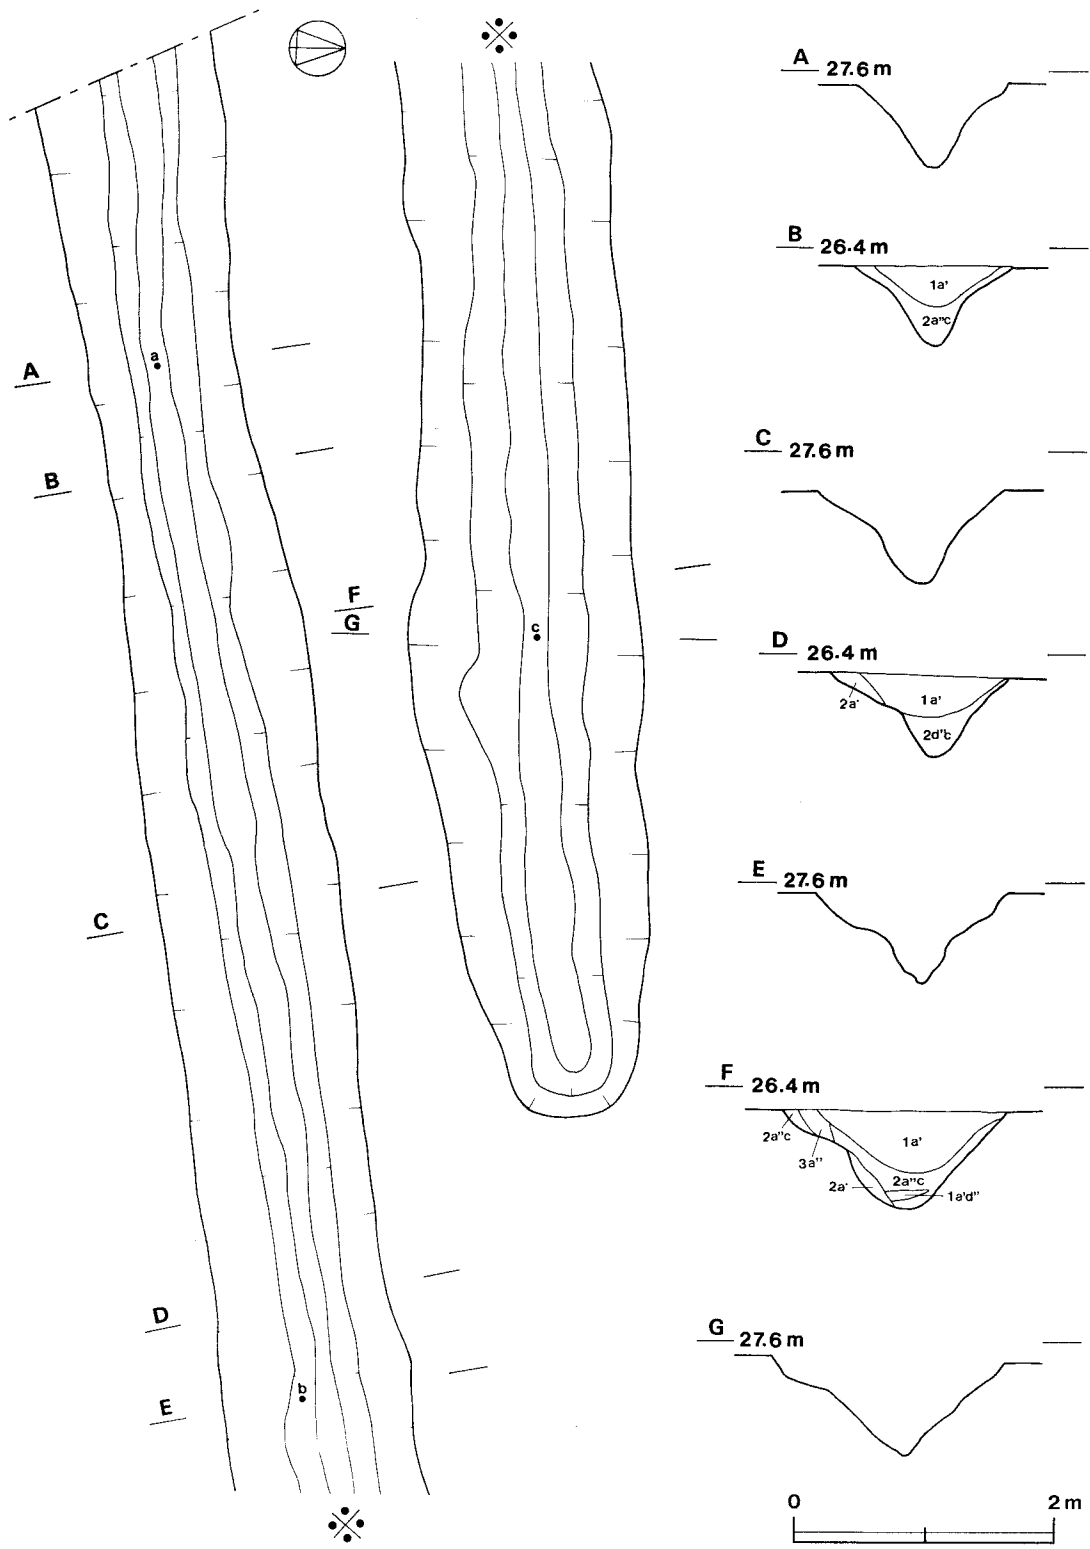 A
27.6 m
B
26.4 m
1a'
2a''c
C
27.6 m
D
26.4 m
2a'
1a'
2d'c
E
27.6 m
F
26.4 m
2a''c
3a''
1a'
2a'
2a''c
1a'd''
G
27.6 m
0 2 m
A
a
B
C
D
b
E
F
G
c
※
※